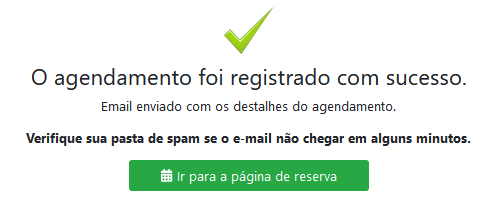 O agendamento foi registrado com sucesso.
Email enviado com os destalhes do agendamento.
Verifique sua pasta de spam se o e-mail não chegar em alguns minutos.
Ir para a página de reserva